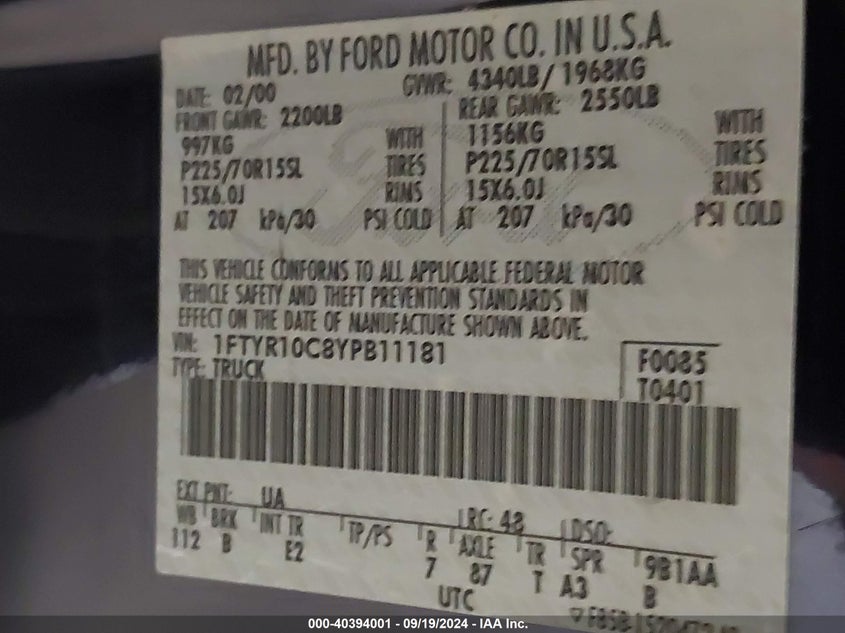 MFD. BY FORD MOTOR CO. IN U.S.A.
DATE: 02/00 GVWR: 4340LB/ 1968KG
FRONT GAWR: 2200LB REAR GAWR: 2550LB
997KG WITH 1156KG WITH
P225/70R15SL TIRES P225/70R15SL TIRES
15X6.0J RIMS 15X6.0J RIMS
AT 207 kPa/30 PSI COLD AT 207 kPa/30 PSI COLD
THIS VEHICLE CONFORMS TO ALL APPLICABLE FEDERAL MOTOR
VEHICLE SAFETY AND THEFT PREVENTION STANDARDS IN
EFFECT ON THE DATE OF MANUFACTURE SHOWN ABOVE.
VIN: 1FTYR10C8YPB11181 F0085
TYPE: TRUCK T0401
EXT PNT: UA LRC: 48 DSO:
WB BRK INT TR TP/PS R AXLE TR SPR 9B1AA
112 B E2 7 87 T A3 B
UTC
000-40394001 - 09/19/2024 - IAA Inc.